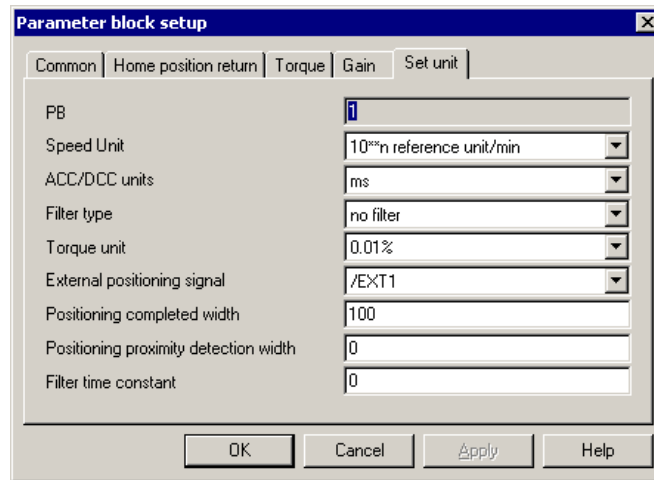 Parameter block setup
Common Home position return Torque Gain Set unit
PB 1
Speed Unit 10**n reference unit/min
ACC/DCC units ms
Filter type no filter
Torque unit 0.01%
External positioning signal /EXT1
Positioning completed width 100
Positioning proximity detection width 0
Filter time constant 0
OK Cancel Apply Help